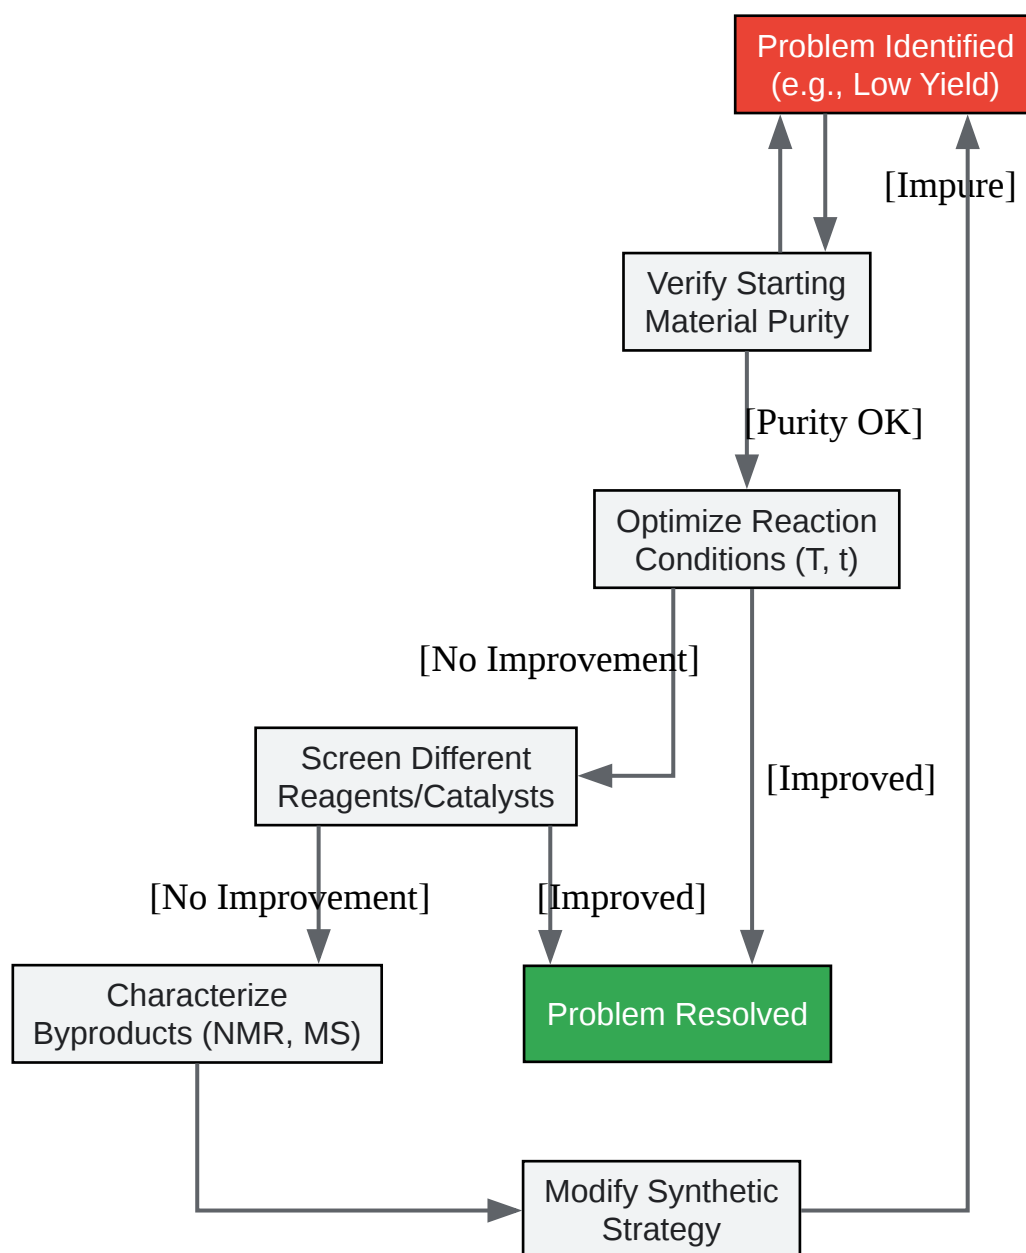 Problem Identified
(e.g., Low Yield)
[Impure]
Verify Starting
Material Purity
[Purity OK]
Optimize Reaction
Conditions (T, t)
[No Improvement]
Screen Different
Reagents/Catalysts
[Improved]
[No Improvement]
[Improved]
Characterize
Byproducts (NMR, MS)
Problem Resolved
Modify Synthetic
Strategy